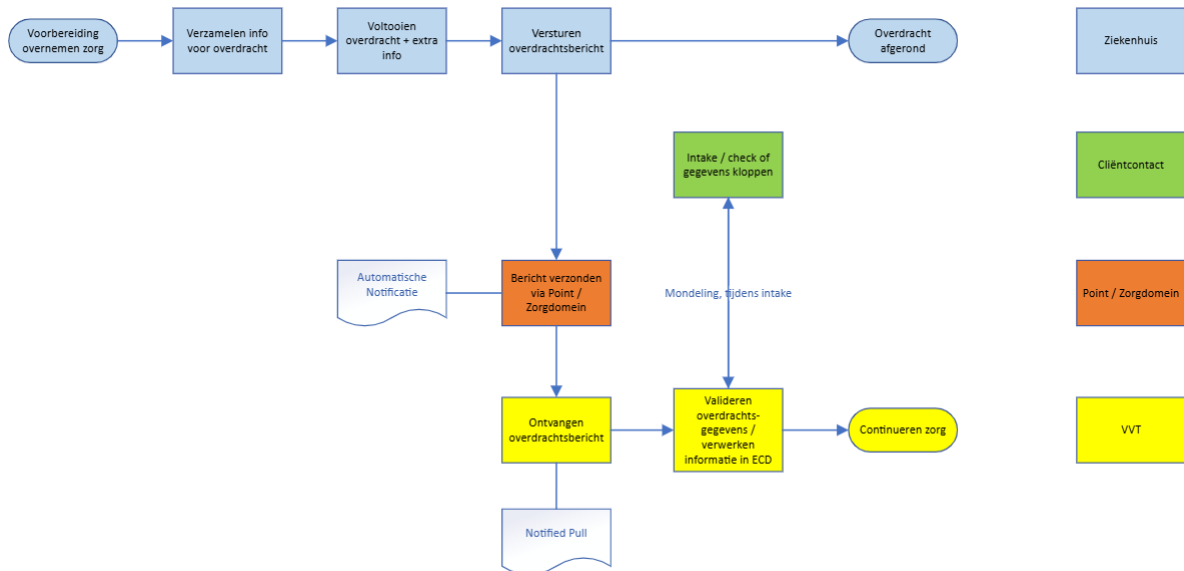 Voorbereiding
overnemen zorg
Verzamelen info
voor overdracht
Voltooien
overdracht + extra
info
Versturen
overdrachtsbericht
Overdracht
afgerond
Ziekenhuis
Intake / check of
gegevens kloppen
Cliëntcontact
Automatische
Notificatie
Bericht verzonden
via Point /
Zorgdomein
Mondeling, tijdens intake
Point / Zorgdomein
Ontvangen
overdrachtsbericht
Valideren
overdrachts-
gegevens /
verwerken
informatie in ECD
Continueren zorg
VVT
Notified Pull